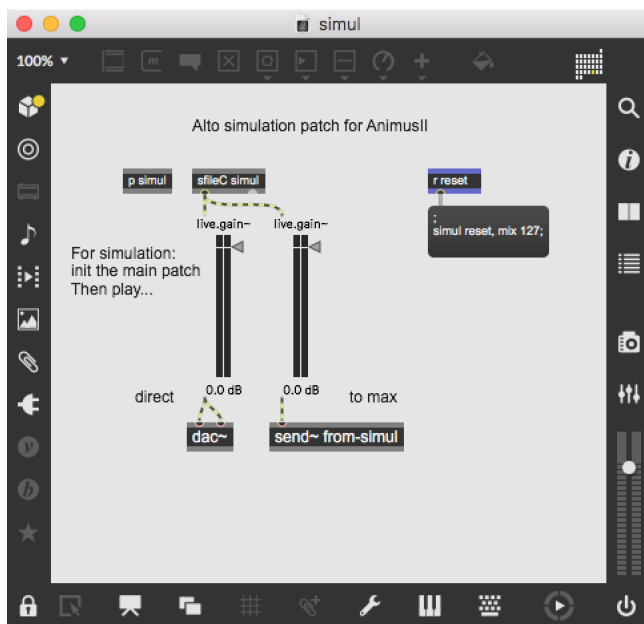 simul
100%
Alto simulation patch for AnimusII
p simul
sfileC simul
r reset
;
simul reset, mix 127;
live.gain~
live.gain~
For simulation:
init the main patch
Then play...
0.0 dB
0.0 dB
direct
to max
dac~
send~ from-simul